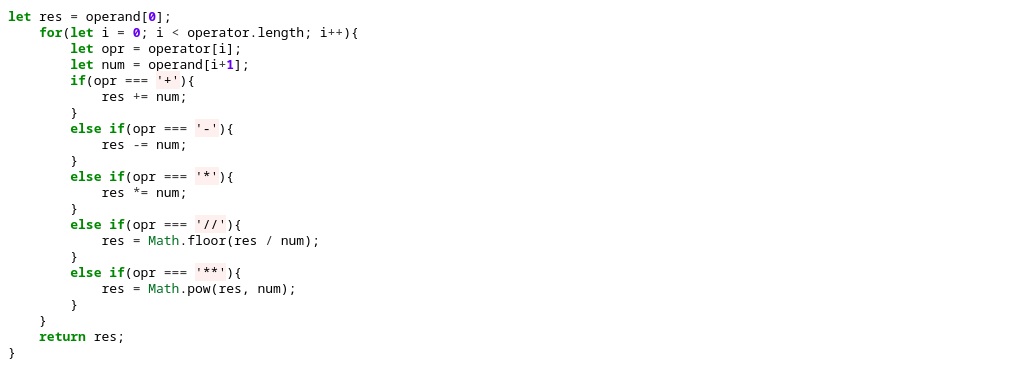 let res = operand[0];
    for(let i = 0; i < operator.length; i++){
        let opr = operator[i];
        let num = operand[i+1];
        if(opr === '+'){
            res += num;
        }
        else if(opr === '-'){
            res -= num;
        }
        else if(opr === '*'){
            res *= num;
        }
        else if(opr === '//'){
            res = Math.floor(res / num);
        }
        else if(opr === '**'){
            res = Math.pow(res, num);
        }
    }
    return res;
}